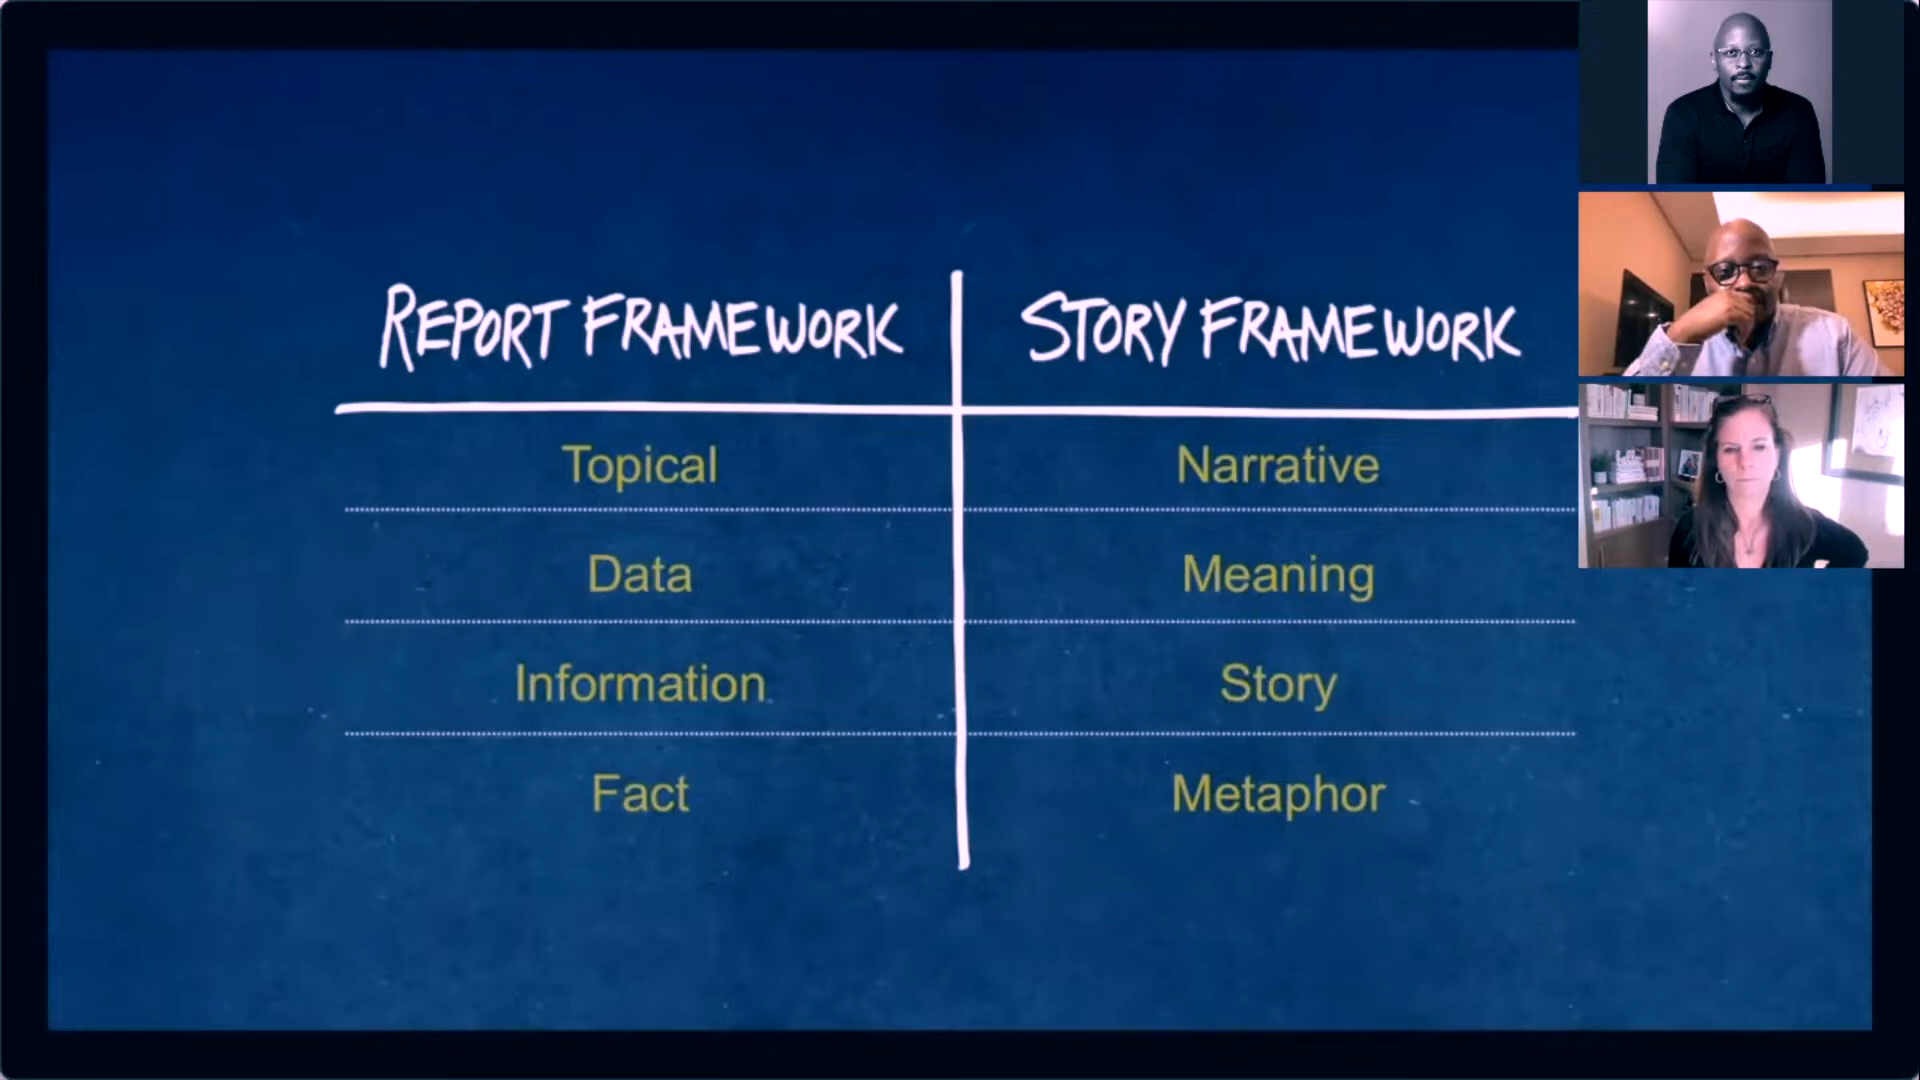 REPORT FRAMEWORK STORY FRAMEWORK
Topical Narrative
Data Meaning
Information Story
Fact Metaphor